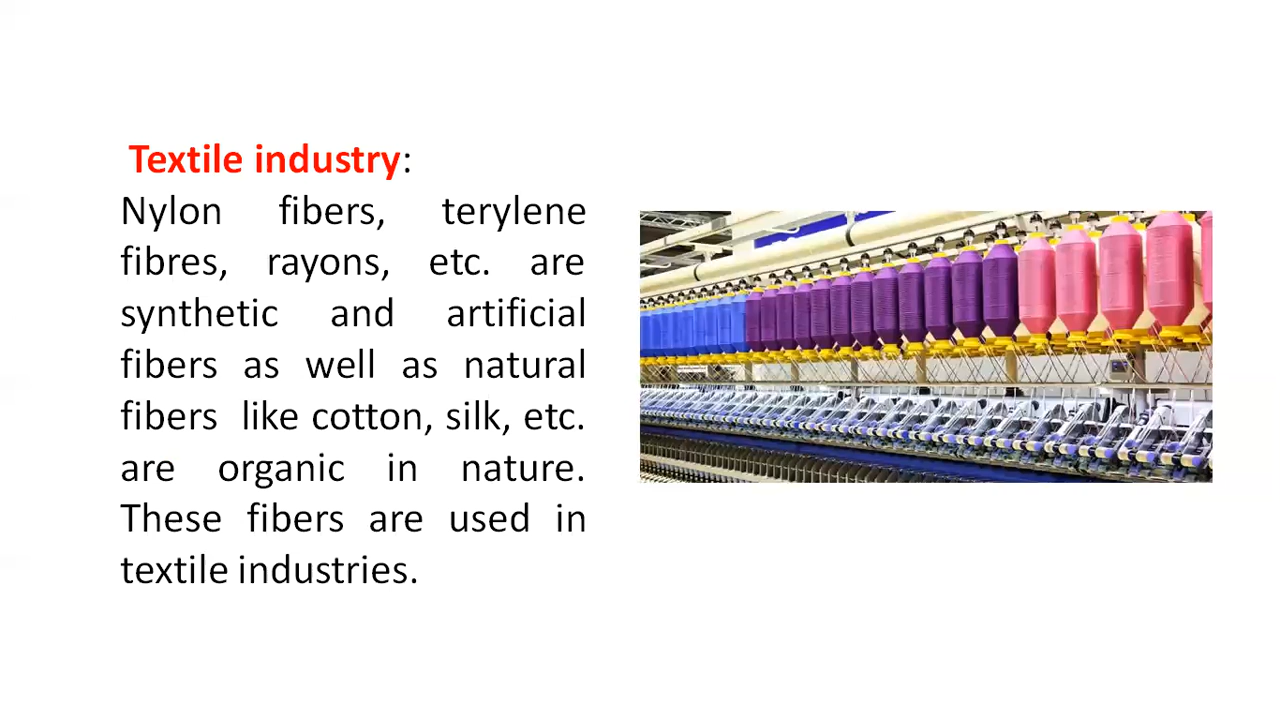 Textile industry:
Nylon fibers, terylene
fibres, rayons, etc. are
synthetic and artificial
fibers as well as natural
fibers like cotton, silk, etc.
are organic in nature.
These fibers are used in
textile industries.